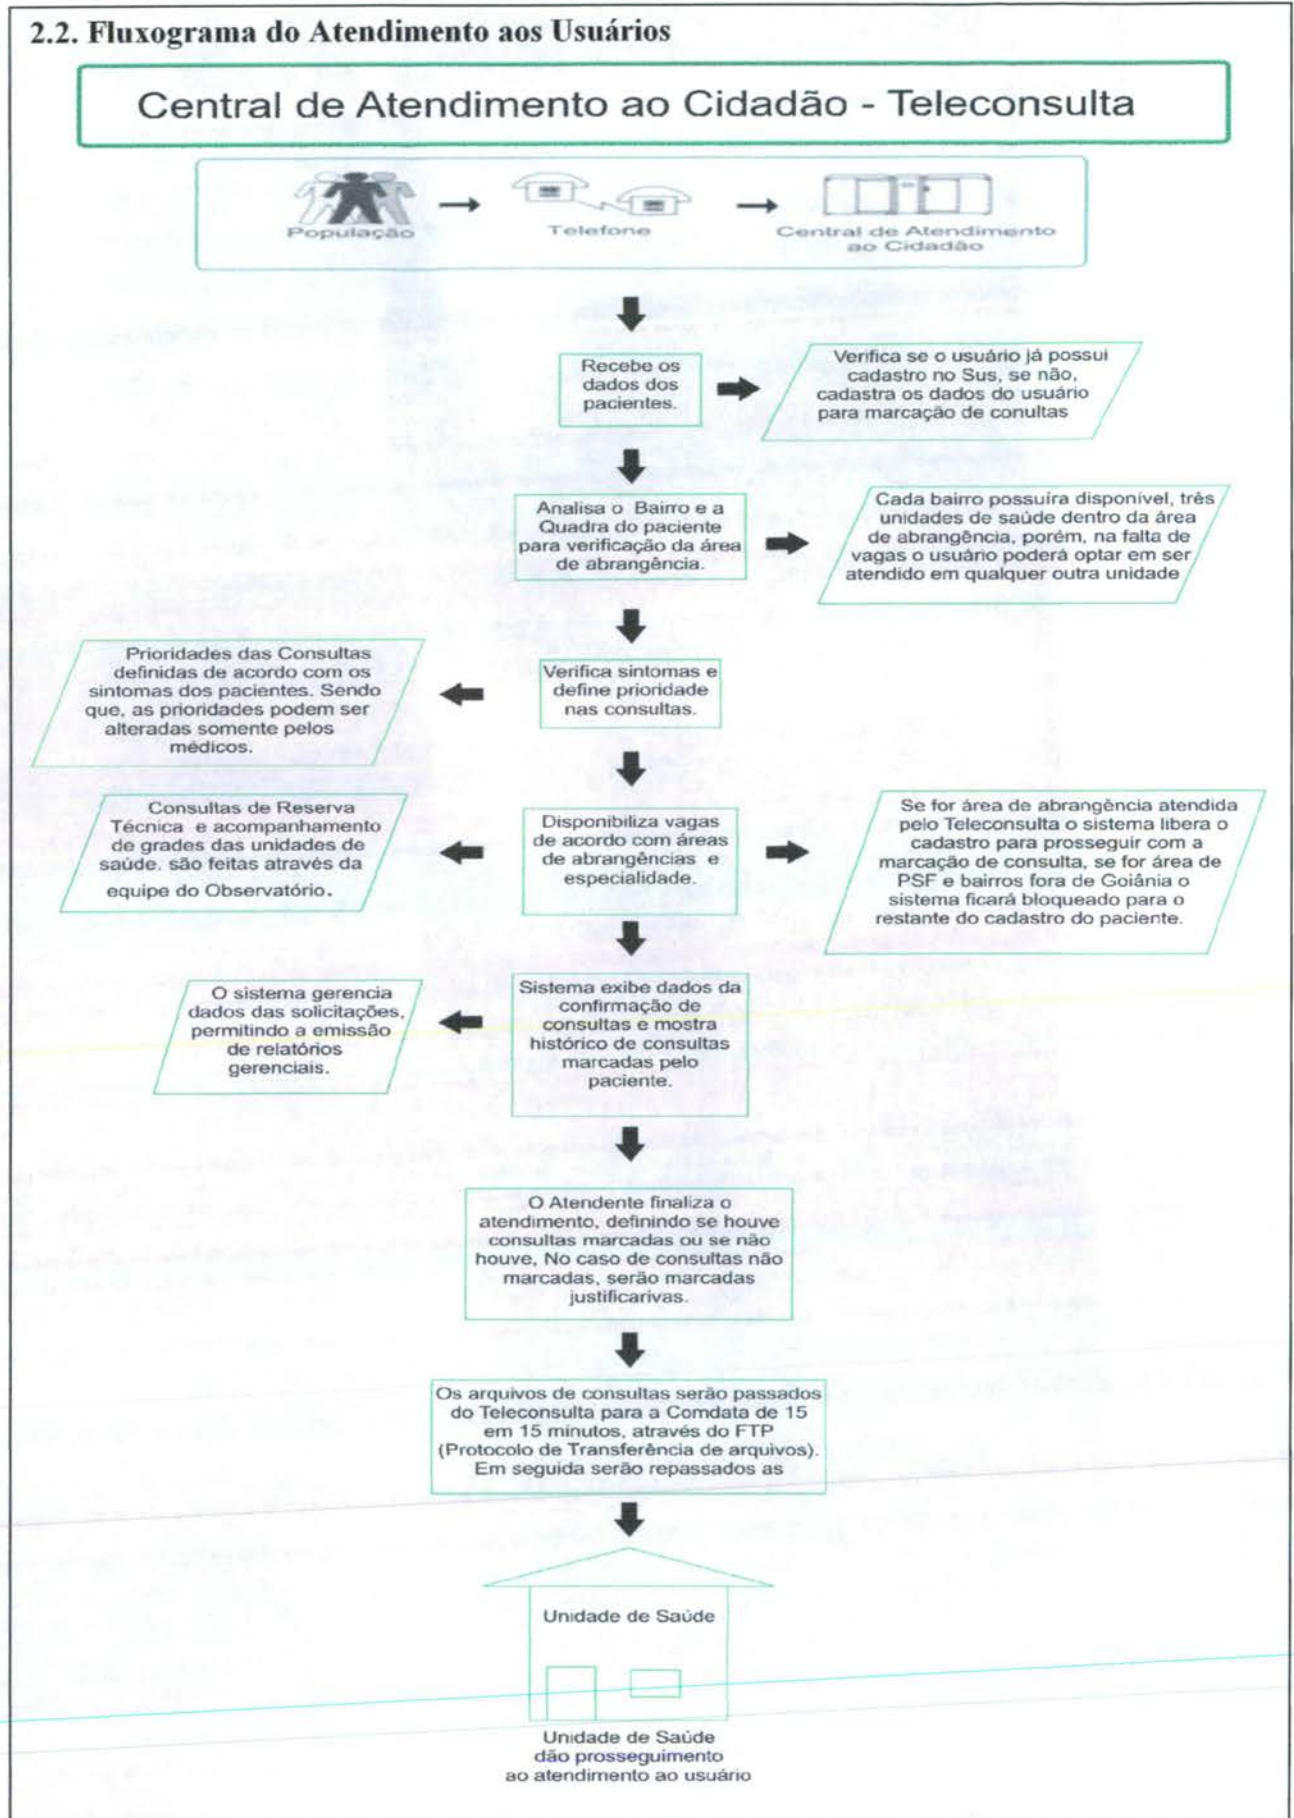 2.2. Fluxograma do Atendimento aos Usuários
Central de Atendimento ao Cidadão - Teleconsulta
População
Telefone
Central de Atendimento
ao Cidadão
Recebe os
dados dos
pacientes.
Verifica se o usuário já possui
cadastro no Sus, se não,
cadastra os dados do usuário
para marcação de conultas
Analisa o Bairro e a
Quadra do paciente
para verificação da área
de abrangência.
Cada bairro possuíra disponível, três
unidades de saúde dentro da área
de abrangência, porém, na falta de
vagas o usuário poderá optar em ser
atendido em qualquer outra unidade
Prioridades das Consultas
definidas de acordo com os
sintomas dos pacientes. Sendo
que, as prioridades podem ser
alteradas somente pelos
médicos.
Verifica sintomas e
define prioridade
nas consultas.
Consultas de Reserva
Técnica e acompanhamento
de grades das unidades de
saúde. são feitas através da
equipe do Observatório.
Disponibiliza vagas
de acordo com áreas
de abrangências e
especialidade.
Se for área de abrangência atendida
pelo Teleconsulta o sistema libera o
cadastro para prosseguir com a
marcação de consulta, se for área de
PSF e bairros fora de Goiânia o
sistema ficará bloqueado para o
restante do cadastro do paciente.
O sistema gerencia
dados das solicitações,
permitindo a emissão
de relatórios
gerenciais.
Sistema exibe dados da
confirmação de
consultas e mostra
histórico de consultas
marcadas pelo
paciente.
O Atendente finaliza o
atendimento, definindo se houve
consultas marcadas ou se não
houve, No caso de consultas não
marcadas, serão marcadas
justificarivas.
Os arquivos de consultas serão passados
do Teleconsulta para a Comdata de 15
em 15 minutos, através do FTP
(Protocolo de Transferência de arquivos).
Em seguida serão repassados as
Unidade de Saúde
Unidade de Saúde
dão prosseguimento
ao atendimento ao usuário